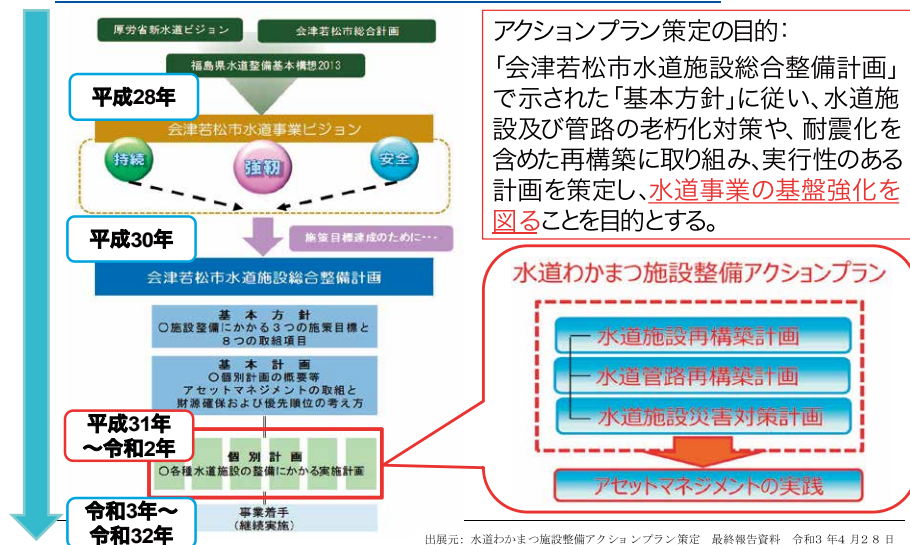 厚労省新水道ビジョン
会津若松市総合計画
福島県水道整備基本構想2013
平成28年
会津若松市水道事業ビジョン
持続
強靭
安全
平成30年
施策目標達成のために･･･
会津若松市水道施設総合整備計画
基本方針
○施設整備にかかる３つの施策目標と
８つの取組項目
基本計画
○個別計画の概要等
アセットマネジメントの取組と
財源確保および優先順位の考え方
平成31年
～令和2年
個別計画
○各種水道施設の整備にかかる実施計画
令和3年～
令和32年
事業着手
（継続実施）
アクションプラン策定の目的：
「会津若松市水道施設総合整備計画」
で示された「基本方針」に従い、水道施
設及び管路の老朽化対策や、耐震化を
含めた再構築に取り組み、実行性のある
計画を策定し、水道事業の基盤強化を
図ることを目的とする。
水道わかまつ施設整備アクションプラン
水道施設再構築計画
水道管路再構築計画
水道施設災害対策計画
アセットマネジメントの実践
出展元：水道わかまつ施設整備アクションプラン策定　最終報告資料　令和3年4月28日